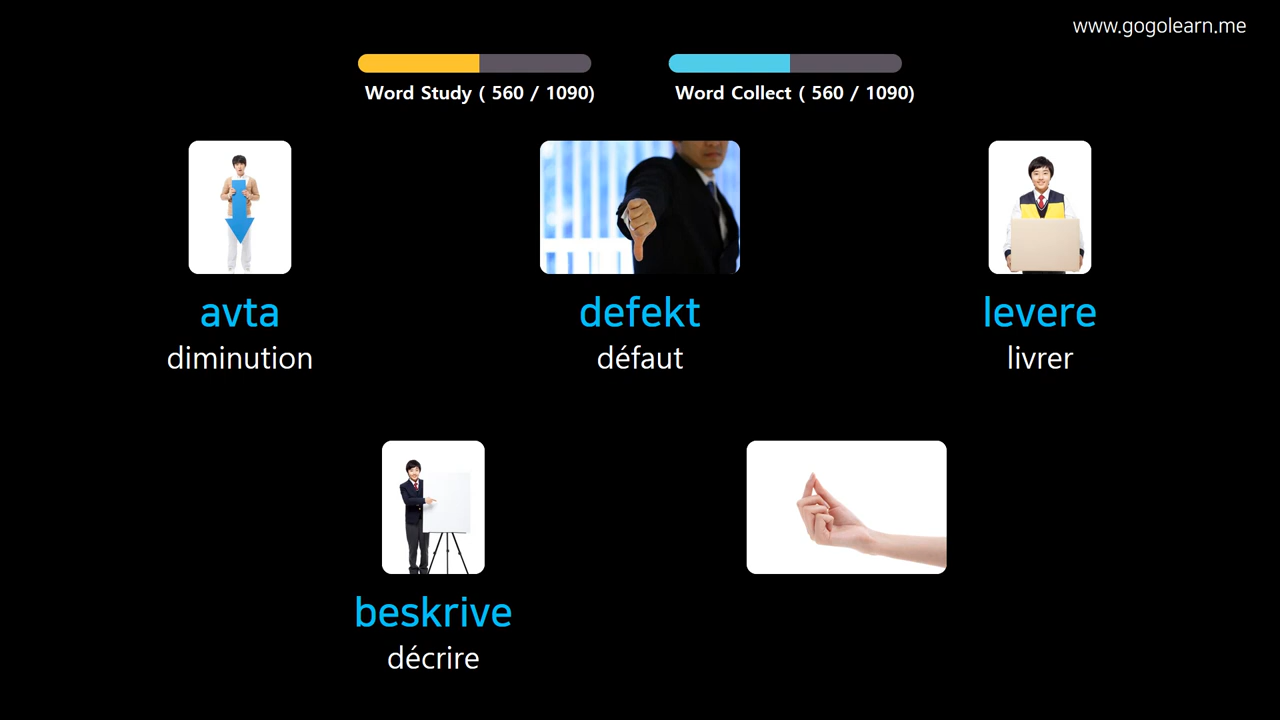 www.gogolearn.me
Word Study ( 560 / 1090)
Word Collect ( 560 / 1090)
avta
diminution
defekt
défaut
levere
livrer
beskrive
décrire